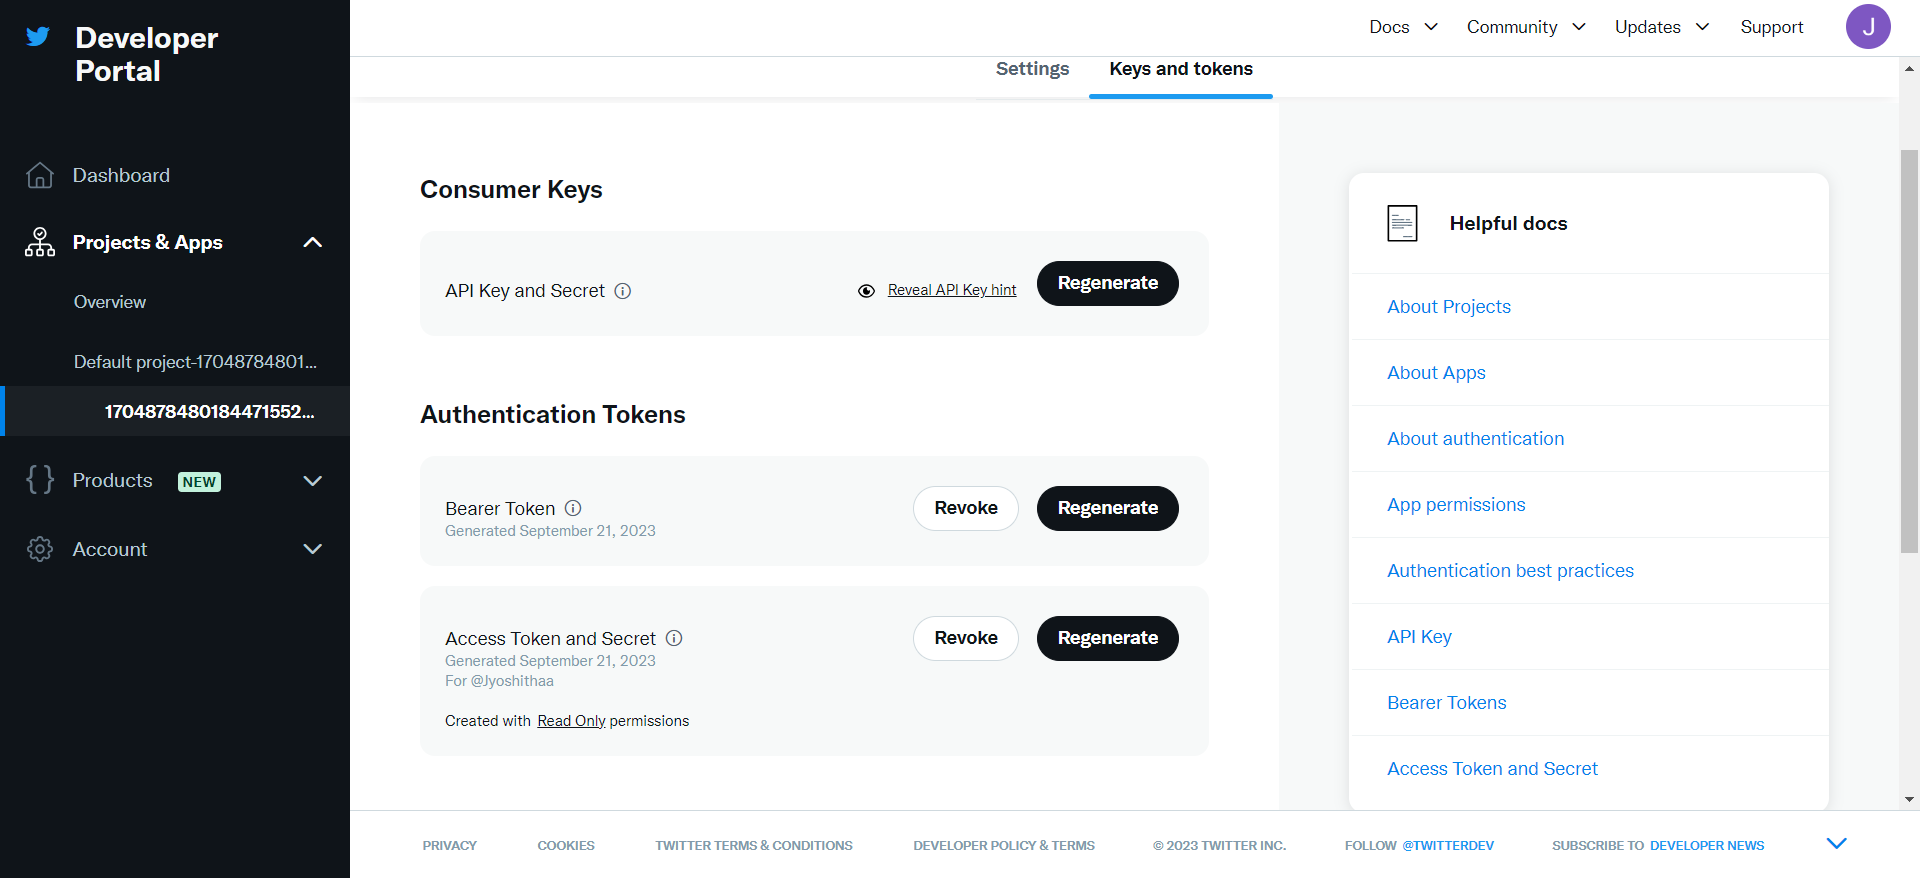 Developer
Portal
Docs
Community
Updates
Support
J
Settings
Keys and tokens
Dashboard
Projects & Apps
Overview
Default project-17048784801...
1704878480184471552...
Products NEW
Account
Consumer Keys
API Key and Secret
Reveal API Key hint
Regenerate
Authentication Tokens
Bearer Token
Generated September 21, 2023
Revoke
Regenerate
Access Token and Secret
Generated September 21, 2023
For @Jyoshithaa
Created with Read Only permissions
Revoke
Regenerate
Helpful docs
About Projects
About Apps
About authentication
App permissions
Authentication best practices
API Key
Bearer Tokens
Access Token and Secret
PRIVACY
COOKIES
TWITTER TERMS & CONDITIONS
DEVELOPER POLICY & TERMS
© 2023 TWITTER INC.
FOLLOW @TWITTERDEV
SUBSCRIBE TO DEVELOPER NEWS